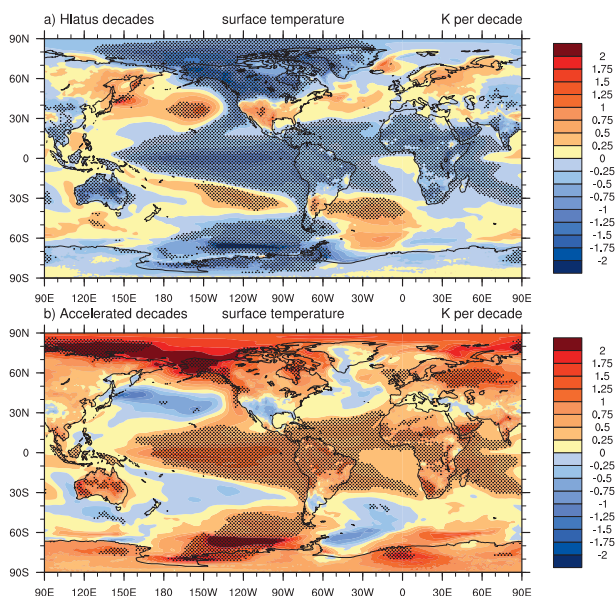 a) Hiatus decades surface temperature K per decade
90N
60N
30N
0
30S
60S
90S
90E 120E 150E 180 150W 120W 90W 60W 30W 0 30E 60E 90E
2
1.75
1.5
1.25
1
0.75
0.5
0.25
0
-0.25
-0.5
-0.75
-1
-1.25
-1.5
-1.75
-2
b) Accelerated decades surface temperature K per decade
90N
60N
30N
0
30S
60S
90S
90E 120E 150E 180 150W 120W 90W 60W 30W 0 30E 60E 90E
2
1.75
1.5
1.25
1
0.75
0.5
0.25
0
-0.25
-0.5
-0.75
-1
-1.25
-1.5
-1.75
-2